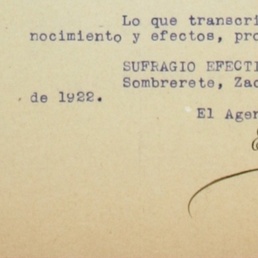 Lo que transcri
nocimiento y efectos, pro
SUFRAGIO EFECTI
Sombrerete, Zac
de 1922.
El Agen